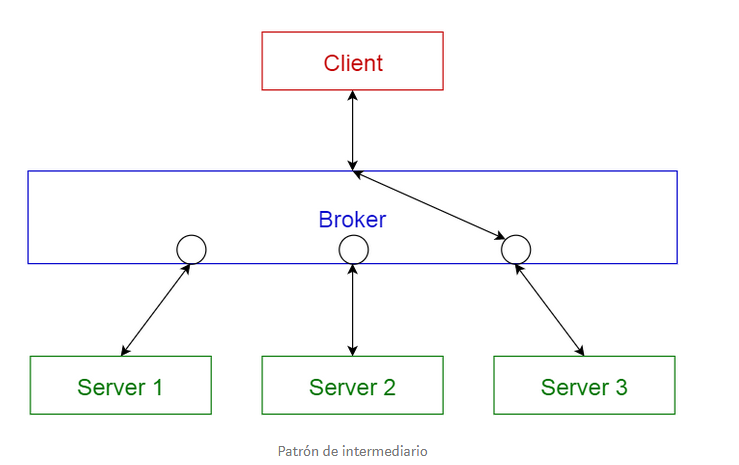 Client
Broker
Server 1
Server 2
Server 3
Patrón de intermediario